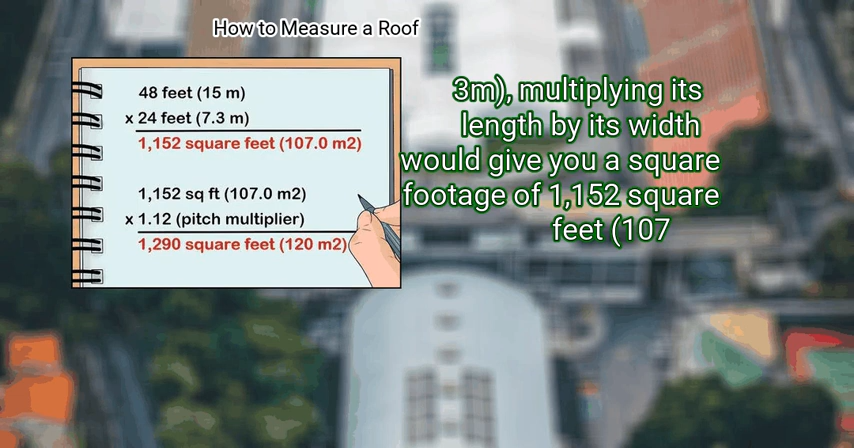 How to Measure a Roof
48 feet (15 m)
x 24 feet (7.3 m)
1,152 square feet (107.0 m2)
1,152 sq ft (107.0 m2)
x 1.12 (pitch multiplier)
1,290 square feet (120 m2)
3m), multiplying its
length by its width
would give you a square
footage of 1,152 square
feet (107